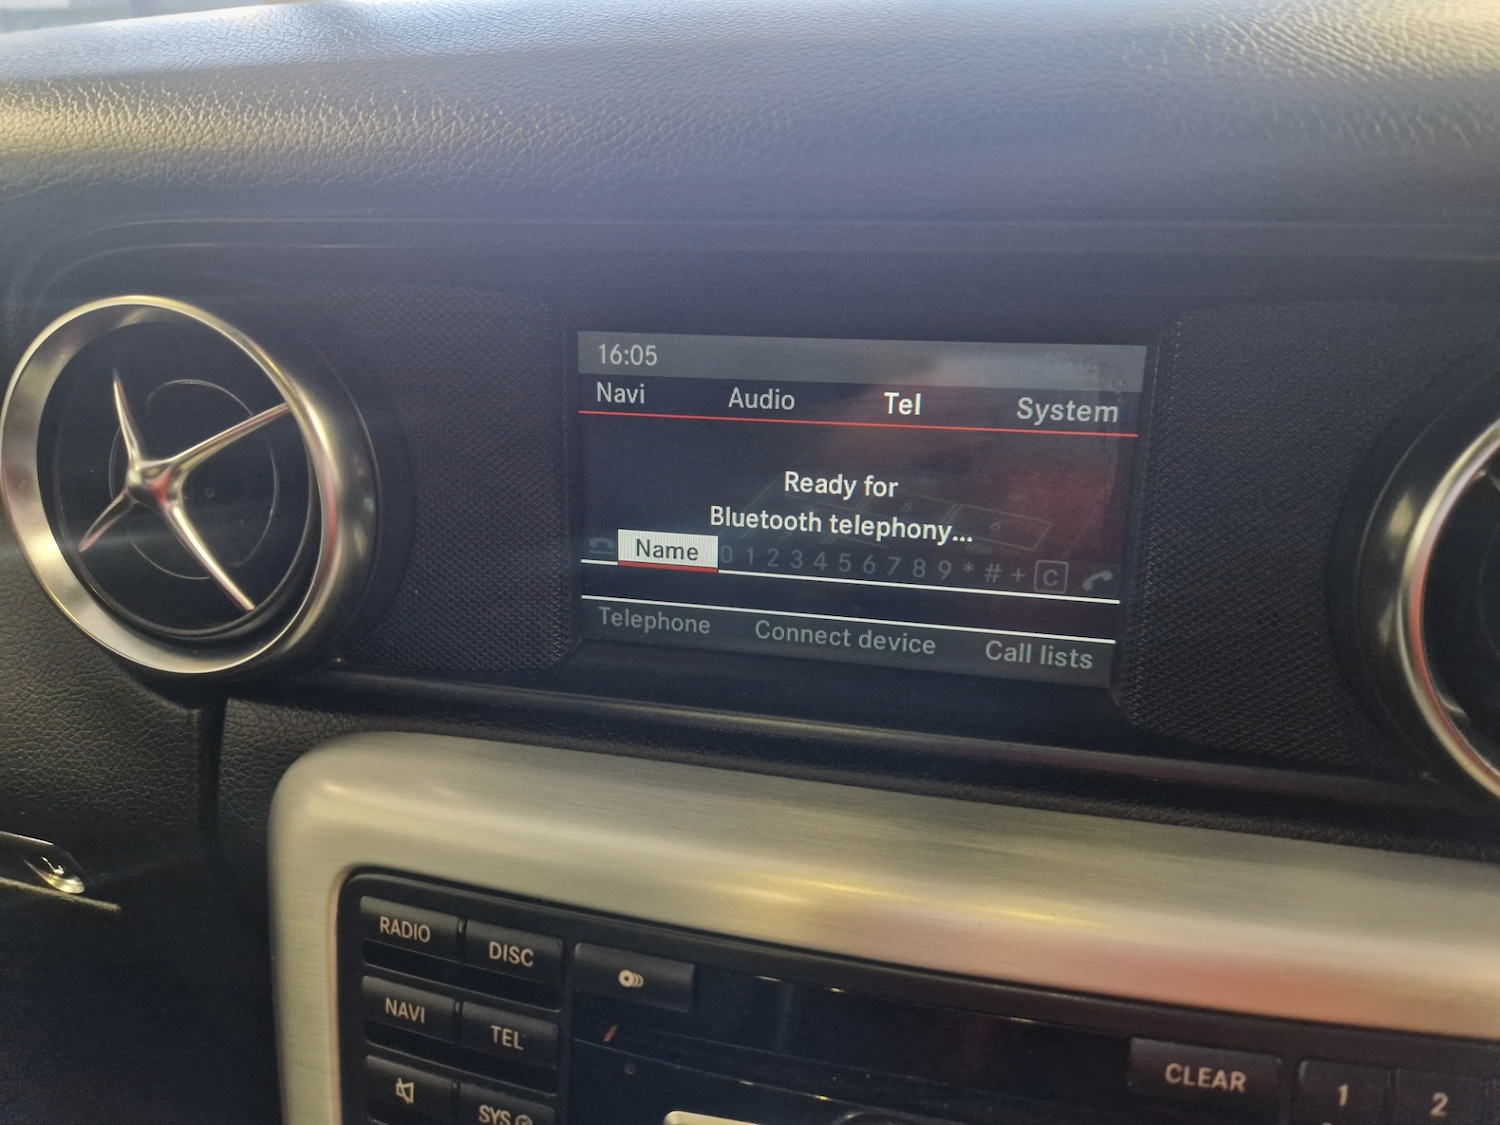 16:05
Navi Audio Tel System
Ready for
Bluetooth telephony...
Name 0 1 2 3 4 5 6 7 8 9 * # + C
Telephone Connect device Call lists
RADIO DISC
NAVI TEL
CLEAR 1 2
SYS